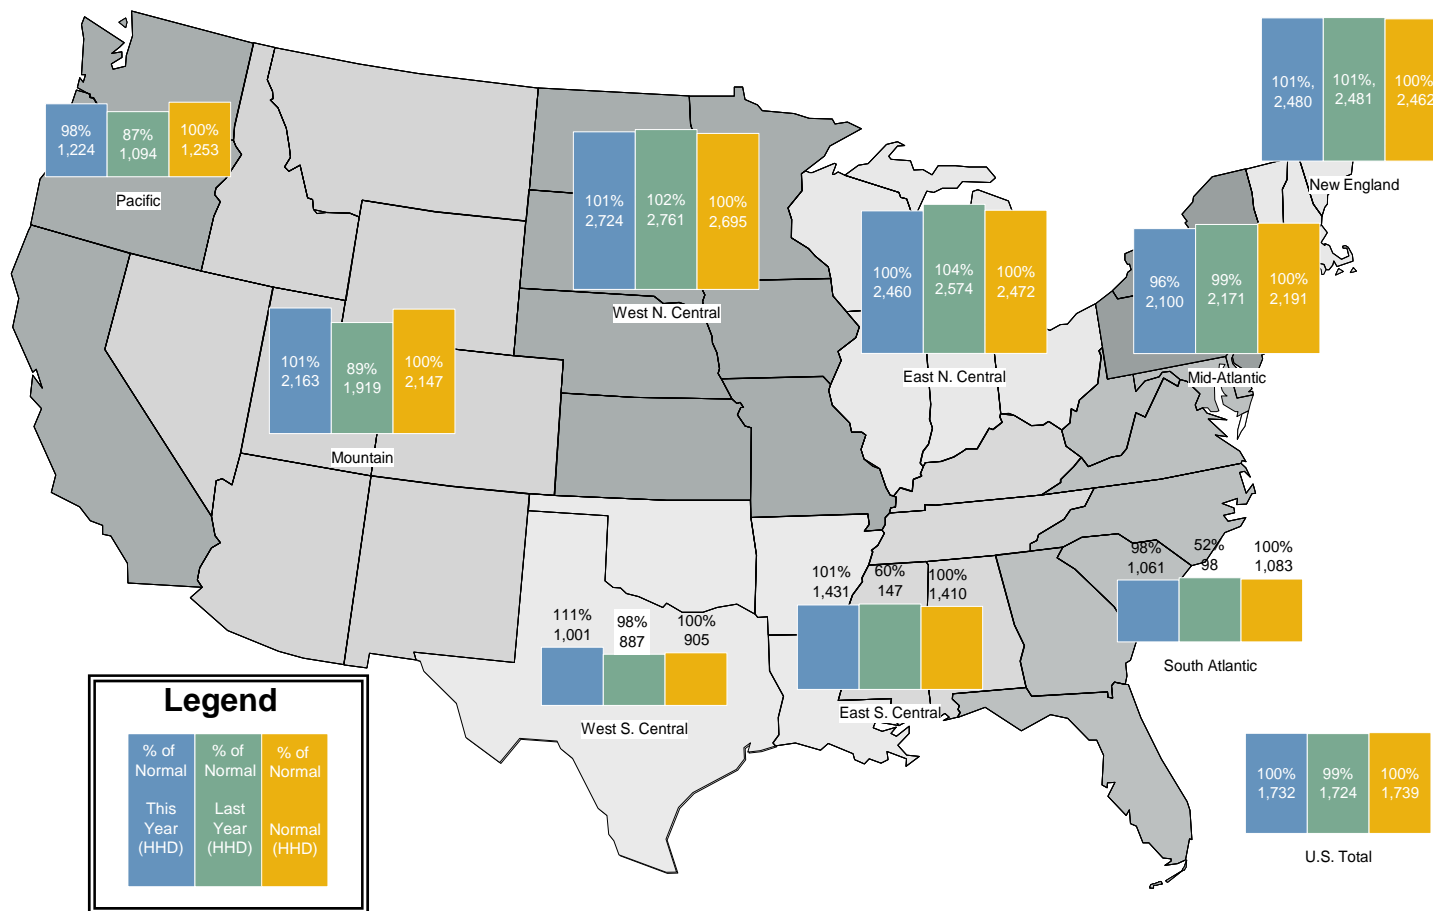 101%,
2,480
101%,
2,481
100%
2,462
New England
98%
1,224
87%
1,094
100%
1,253
Pacific
101%
2,724
102%
2,761
100%
2,695
West N. Central
100%
2,460
104%
2,574
100%
2,472
East N. Central
96%
2,100
99%
2,171
100%
2,191
Mid-Atlantic
101%
2,163
89%
1,919
100%
2,147
Mountain
111%
1,001
98%
887
100%
905
West S. Central
101%
1,431
60%
147
100%
1,410
East S. Central
98%
1,061
52%
98
100%
1,083
South Atlantic
100%
1,732
99%
1,724
100%
1,739
U.S. Total
Legend
% of
Normal
This
Year
(HHD)
% of
Normal
Last
Year
(HHD)
% of
Normal
Normal
(HHD)